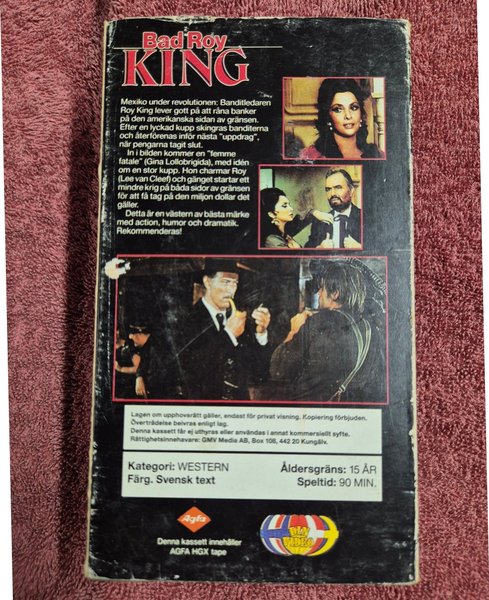 Bad Roy
KING
Mexiko under revolutionen: Banditledaren
Roy King lever gott på att råna banker
på den amerikanska sidan av gränsen.
Efter en lyckad kupp skingras banditerna
och återförenas inför nästa "uppdrag",
när pengarna tagit slut.
In i bilden kommer en "femme
fatale" (Gina Lollobrigida), med idén
om en stor kupp. Hon charmar Roy
(Lee van Cleef) och gänget startar ett
mindre krig på båda sidor av gränsen
för att få tag på den miljon dollar det
gäller.
Detta är en västern av bästa märke
med action, humor och dramatik.
Rekommenderas!
Lagen om upphovsrätt gäller, endast för privat visning. Kopiering förbjuden.
Övertrådelse beivras enligt lag.
Denna kassett får ej uthyras eller användas i annat kommersiellt syfte.
Rättighetsinnehavare: GMV Media AB, Box 108, 442 20 Kungälv.
Kategori: WESTERN
Färg. Svensk text
Åldersgräns: 15 ÅR
Speltid: 90 MIN.
Agfa
Denna kassett innehåller
AGFA HGX tape
VIDEO